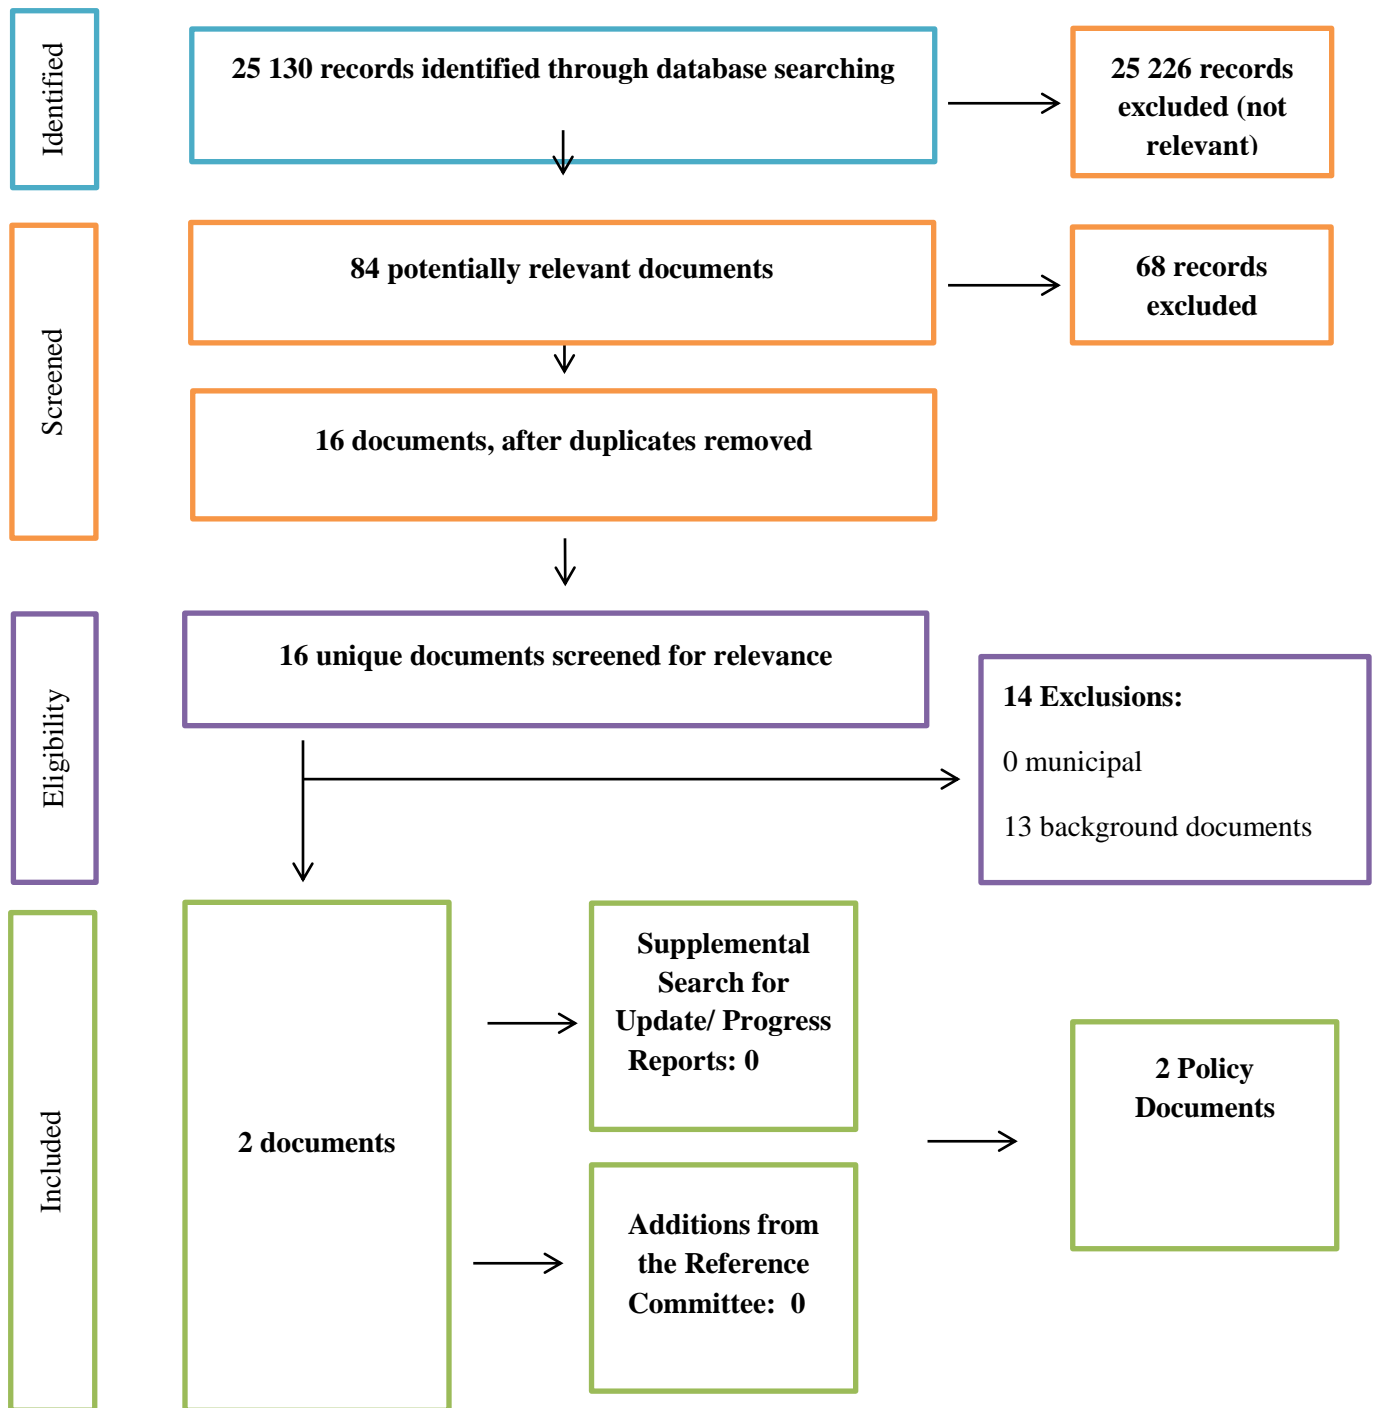 Identified
25 130 records identified through database searching
25 226 records
excluded (not
relevant)
Screened
84 potentially relevant documents
68 records
excluded
16 documents, after duplicates removed
Eligibility
16 unique documents screened for relevance
14 Exclusions:
0 municipal
13 background documents
Included
2 documents
Supplemental
Search for
Update/ Progress
Reports: 0
Additions from
the Reference
Committee: 0
2 Policy
Documents